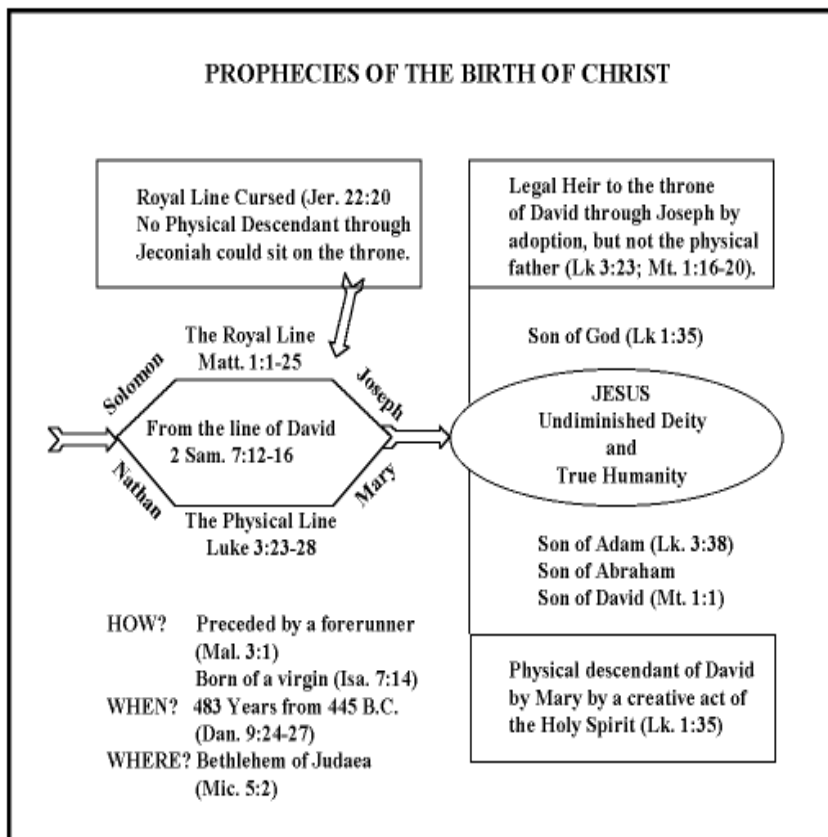 PROPHECIES OF THE BIRTH OF CHRIST
Royal Line Cursed (Jer. 22:20
No Physical Descendant through
Jeconiah could sit on the throne.
Legal Heir to the throne
of David through Joseph by
adoption, but not the physical
father (Lk 3:23; Mt. 1:16-20).
The Royal Line
Matt. 1:1-25
Solomon
Joseph
From the line of David
2 Sam. 7:12-16
Nathan
Mary
The Physical Line
Luke 3:23-28
Son of God (Lk 1:35)
JESUS
Undiminished Deity
and
True Humanity
Son of Adam (Lk. 3:38)
Son of Abraham
Son of David (Mt. 1:1)
HOW? Preceded by a forerunner
(Mal. 3:1)
Born of a virgin (Isa. 7:14)
WHEN? 483 Years from 445 B.C.
(Dan. 9:24-27)
WHERE? Bethlehem of Judaea
(Mic. 5:2)
Physical descendant of David
by Mary by a creative act of
the Holy Spirit (Lk. 1:35)